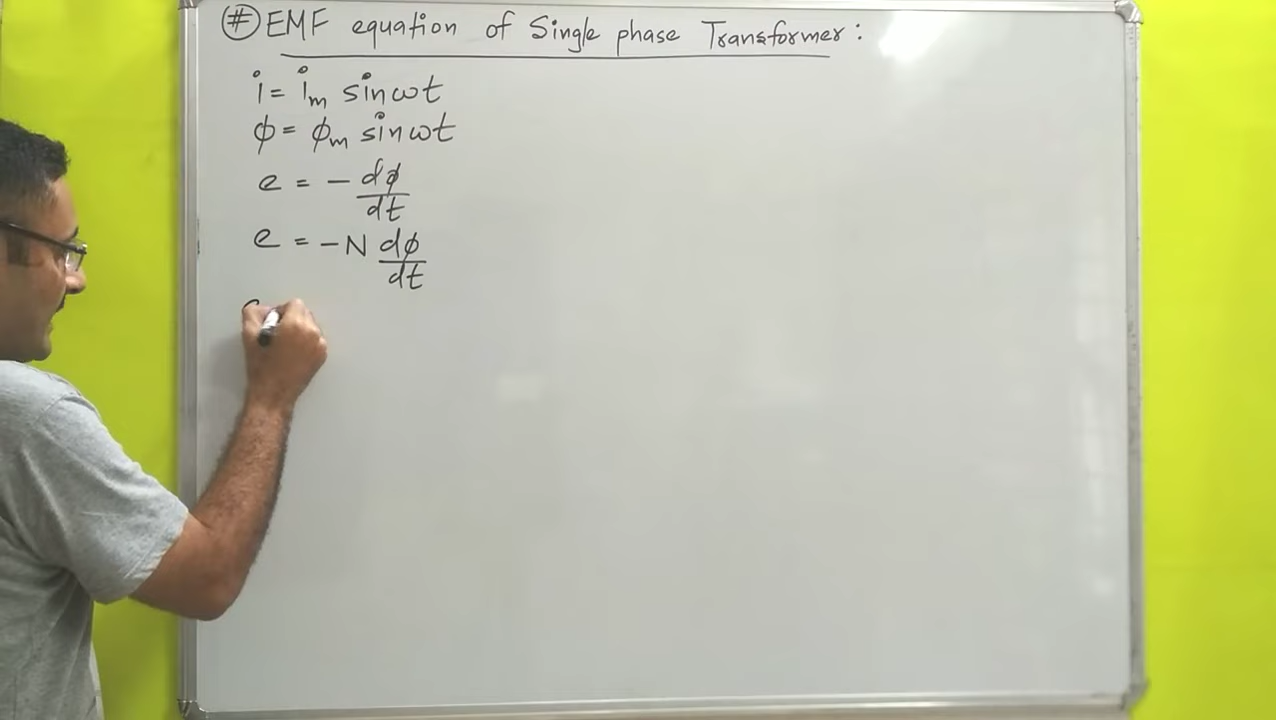 # EMF equation of Single phase Transformer:
i = im sinωt
ϕ = ϕm sinωt
e = - dϕ/dt
e = -N dϕ/dt